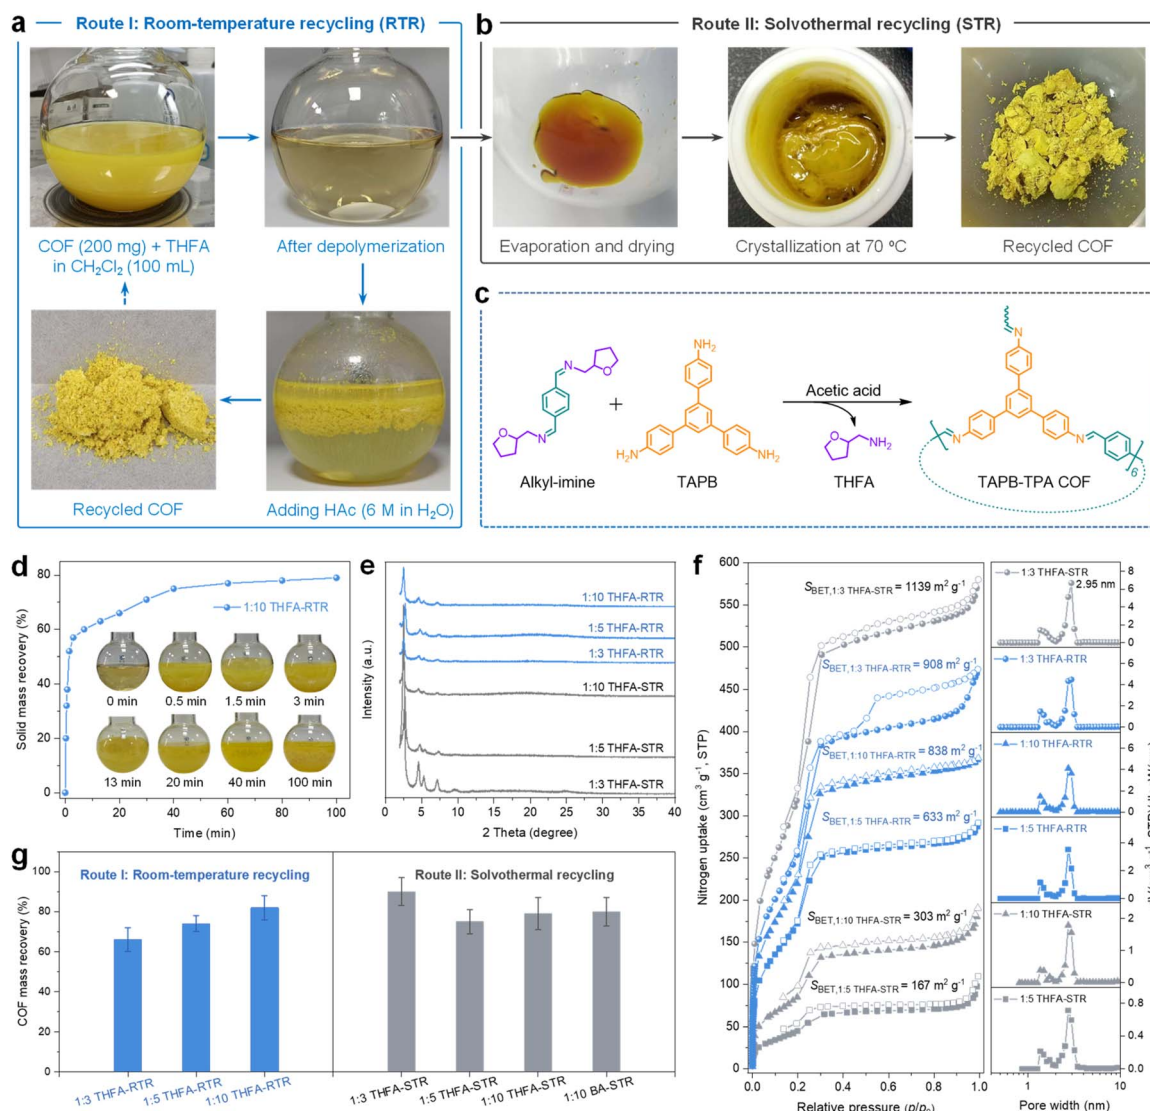 a
Route I: Room-temperature recycling (RTR)
COF (200 mg) + THFA
in CH₂Cl₂ (100 mL)
After depolymerization
Recycled COF
Adding HAc (6 M in H₂O)
b
Route II: Solvothermal recycling (STR)
Evaporation and drying
Crystallization at 70 ºC
Recycled COF
c
N
O
O
N
Alkyl-imine
+
NH₂
H₂N
NH₂
TAPB
Acetic acid
O
NH₂
THFA
N
N
N
6
TAPB-TPA COF
d
Solid mass recovery (%)
80
60
40
20
0
1:10 THFA-RTR
0 min
0.5 min
1.5 min
3 min
13 min
20 min
40 min
100 min
0 20 40 60 80 100
Time (min)
e
Intensity (a.u.)
1:10 THFA-RTR
1:5 THFA-RTR
1:3 THFA-RTR
1:10 THFA-STR
1:5 THFA-STR
1:3 THFA-STR
0 5 10 15 20 25 30 35 40
2 Theta (degree)
f
Nitrogen uptake (cm³ g⁻¹, STP)
600
550
500
450
400
350
300
250
200
150
100
50
0
S_BET,1:3 THFA-STR = 1139 m² g⁻¹
S_BET,1:3 THFA-RTR = 908 m² g⁻¹
S_BET,1:10 THFA-RTR = 838 m² g⁻¹
S_BET,1:5 THFA-RTR = 633 m² g⁻¹
S_BET,1:10 THFA-STR = 303 m² g⁻¹
S_BET,1:5 THFA-STR = 167 m² g⁻¹
0.0 0.2 0.4 0.6 0.8 1.0
Relative pressure (p/p₀)
1:3 THFA-STR
2.95 nm
8
6
4
2
0
1:3 THFA-RTR
6
4
2
0
1:10 THFA-RTR
6
4
2
0
1:5 THFA-RTR
4
2
0
1:10 THFA-STR
2
1
0
1:5 THFA-STR
0.8
0.4
0.0
1 10
Pore width (nm)
g
COF mass recovery (%)
100
80
60
40
20
0
Route I: Room-temperature recycling
Route II: Solvothermal recycling
1:3 THFA-RTR
1:5 THFA-RTR
1:10 THFA-RTR
1:3 THFA-STR
1:5 THFA-STR
1:10 THFA-STR
1:10 BA-STR